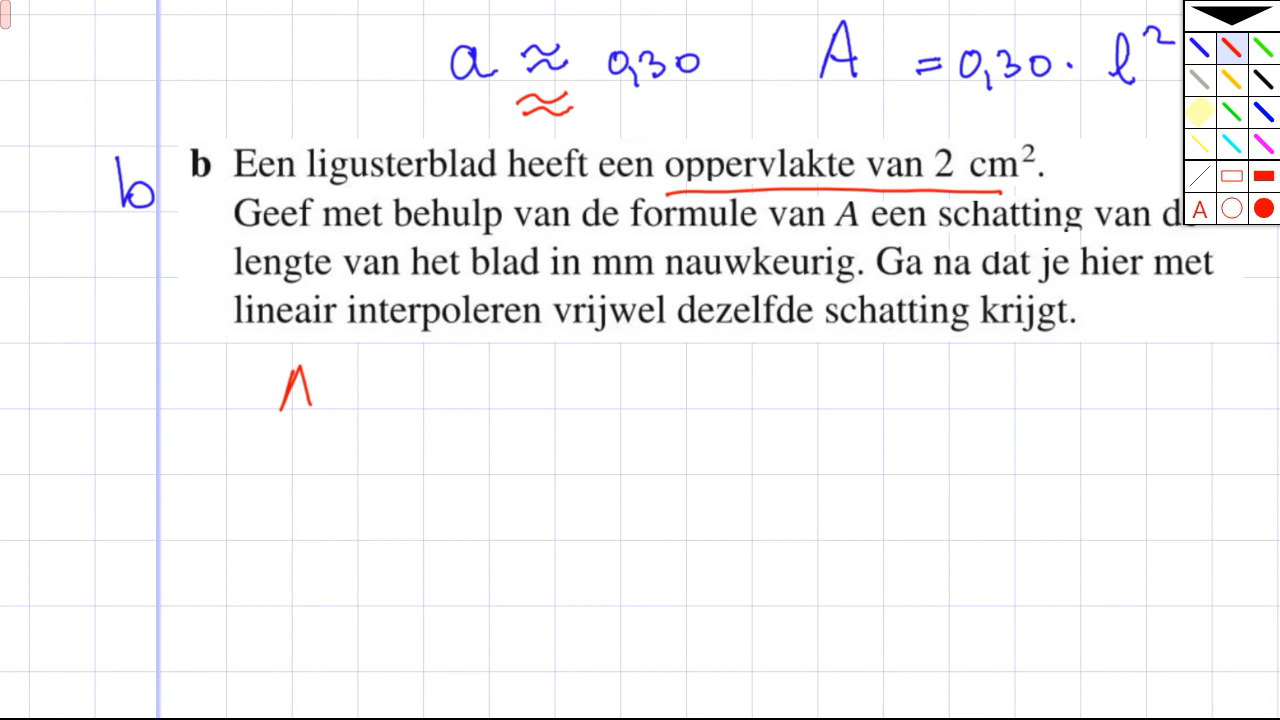 a ≈ 0,30 A = 0,30 · l²
b
b Een ligusterblad heeft een oppervlakte van 2 cm².
Geef met behulp van de formule van A een schatting van d
lengte van het blad in mm nauwkeurig. Ga na dat je hier met
lineair interpoleren vrijwel dezelfde schatting krijgt.
A